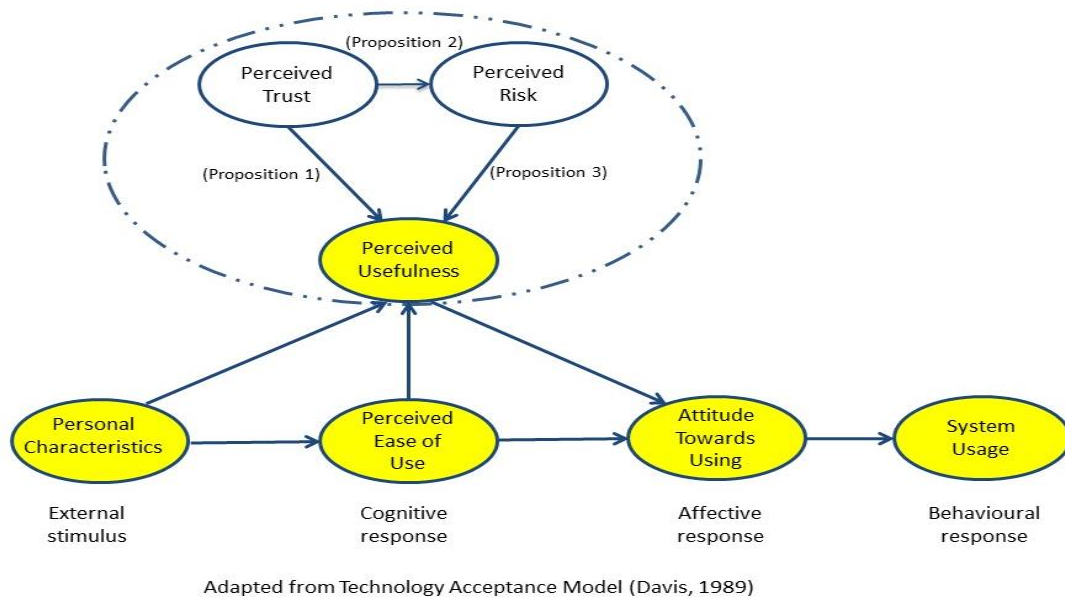 (Proposition 2)
Perceived
Trust
Perceived
Risk
(Proposition 1)
(Proposition 3)
Perceived
Usefulness
Personal
Characteristics
Perceived
Ease of
Use
Attitude
Towards
Using
System
Usage
External
stimulus
Cognitive
response
Affective
response
Behavioural
response
Adapted from Technology Acceptance Model (Davis, 1989)